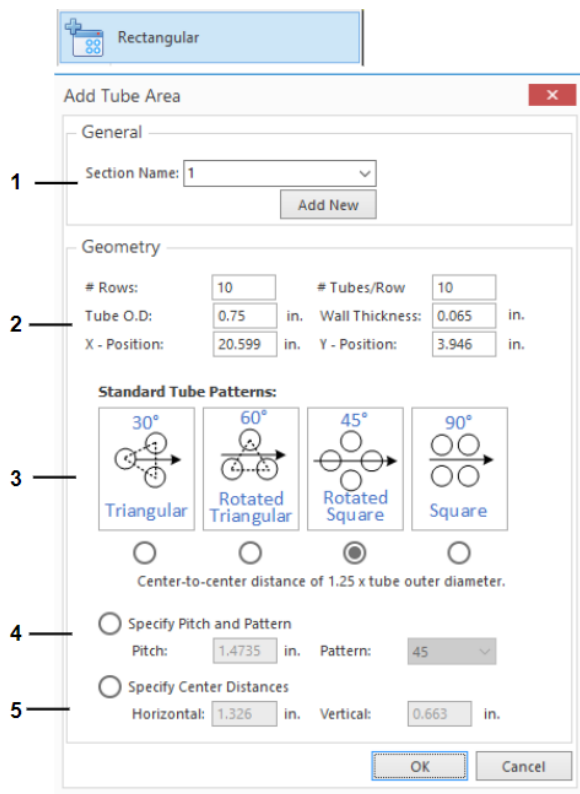 Rectangular
Add Tube Area
General
1
Section Name: 1
Add New
Geometry
2
# Rows: 10 # Tubes/Row 10
Tube O.D: 0.75 in. Wall Thickness: 0.065 in.
X - Position: 20.599 in. Y - Position: 3.946 in.
Standard Tube Patterns:
3
30° 60° 45° 90°
Triangular Rotated Triangular Rotated Square Square
Center-to-center distance of 1.25 x tube outer diameter.
4
Specify Pitch and Pattern
Pitch: 1.4735 in. Pattern: 45
5
Specify Center Distances
Horizontal: 1.326 in. Vertical: 0.663 in.
OK Cancel